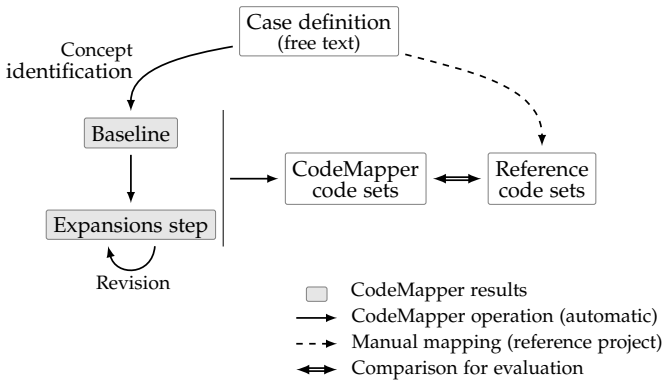 Case definition
(free text)
Concept
identification
Baseline
CodeMapper
code sets
Reference
code sets
Expansions step
Revision
CodeMapper results
CodeMapper operation (automatic)
Manual mapping (reference project)
Comparison for evaluation